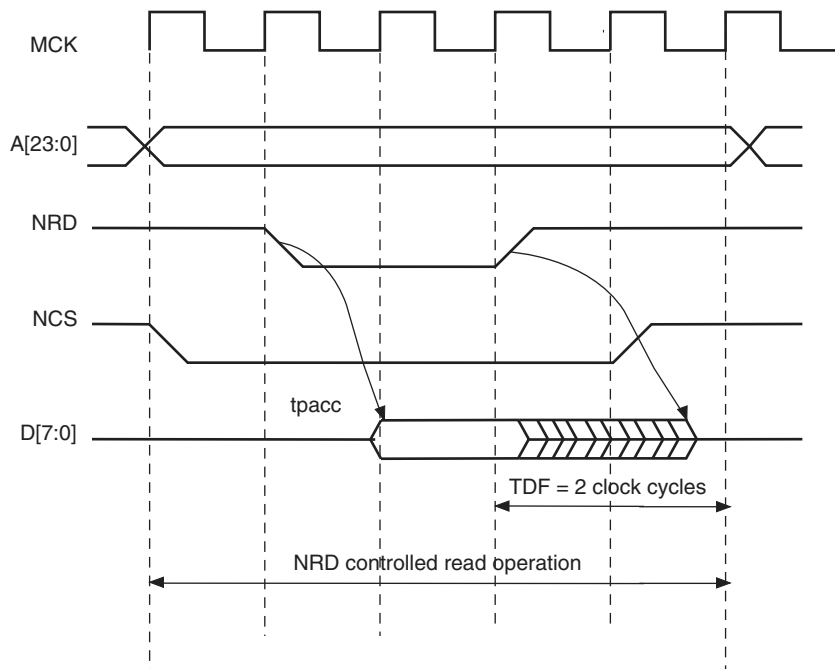 MCK
A[23:0]
NRD
NCS
tpacc
D[7:0]
TDF = 2 clock cycles
NRD controlled read operation